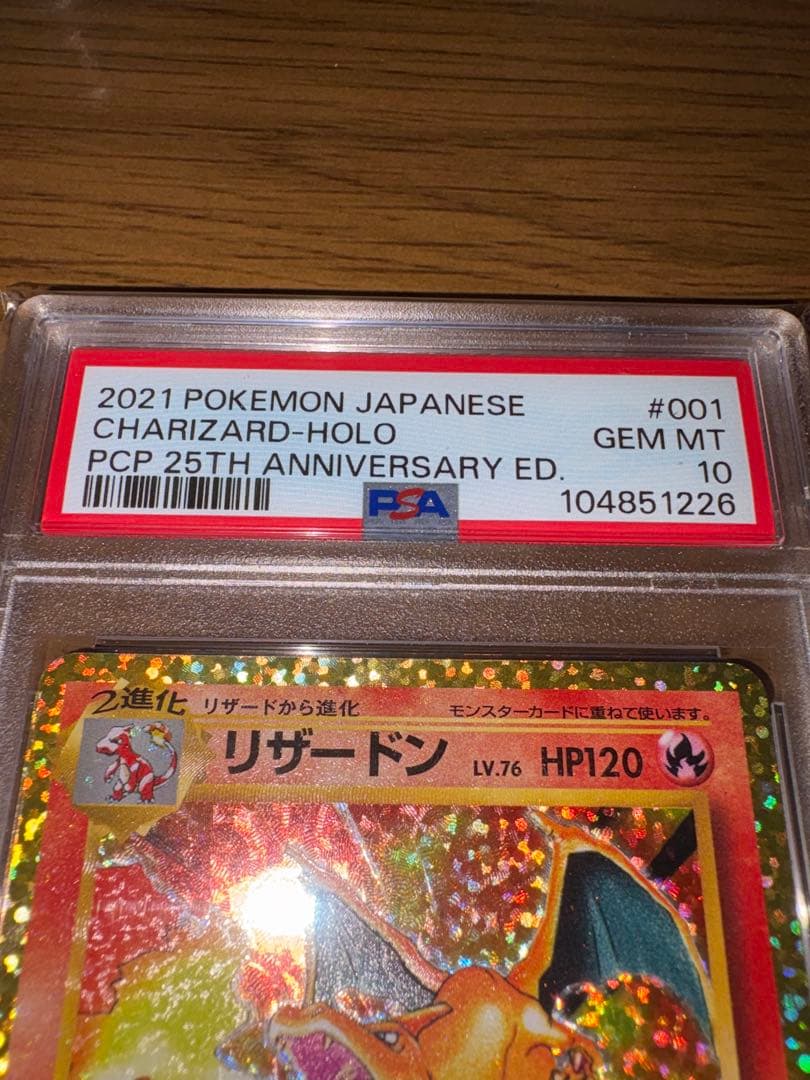 2021 POKEMON JAPANESE #001
CHARIZARD-HOLO GEM MT
PCP 25TH ANNIVERSARY ED. 10
PSA 104851226
2進化 リザードから進化 モンスターカードに重ねて使います。
リザードン LV.76 HP120